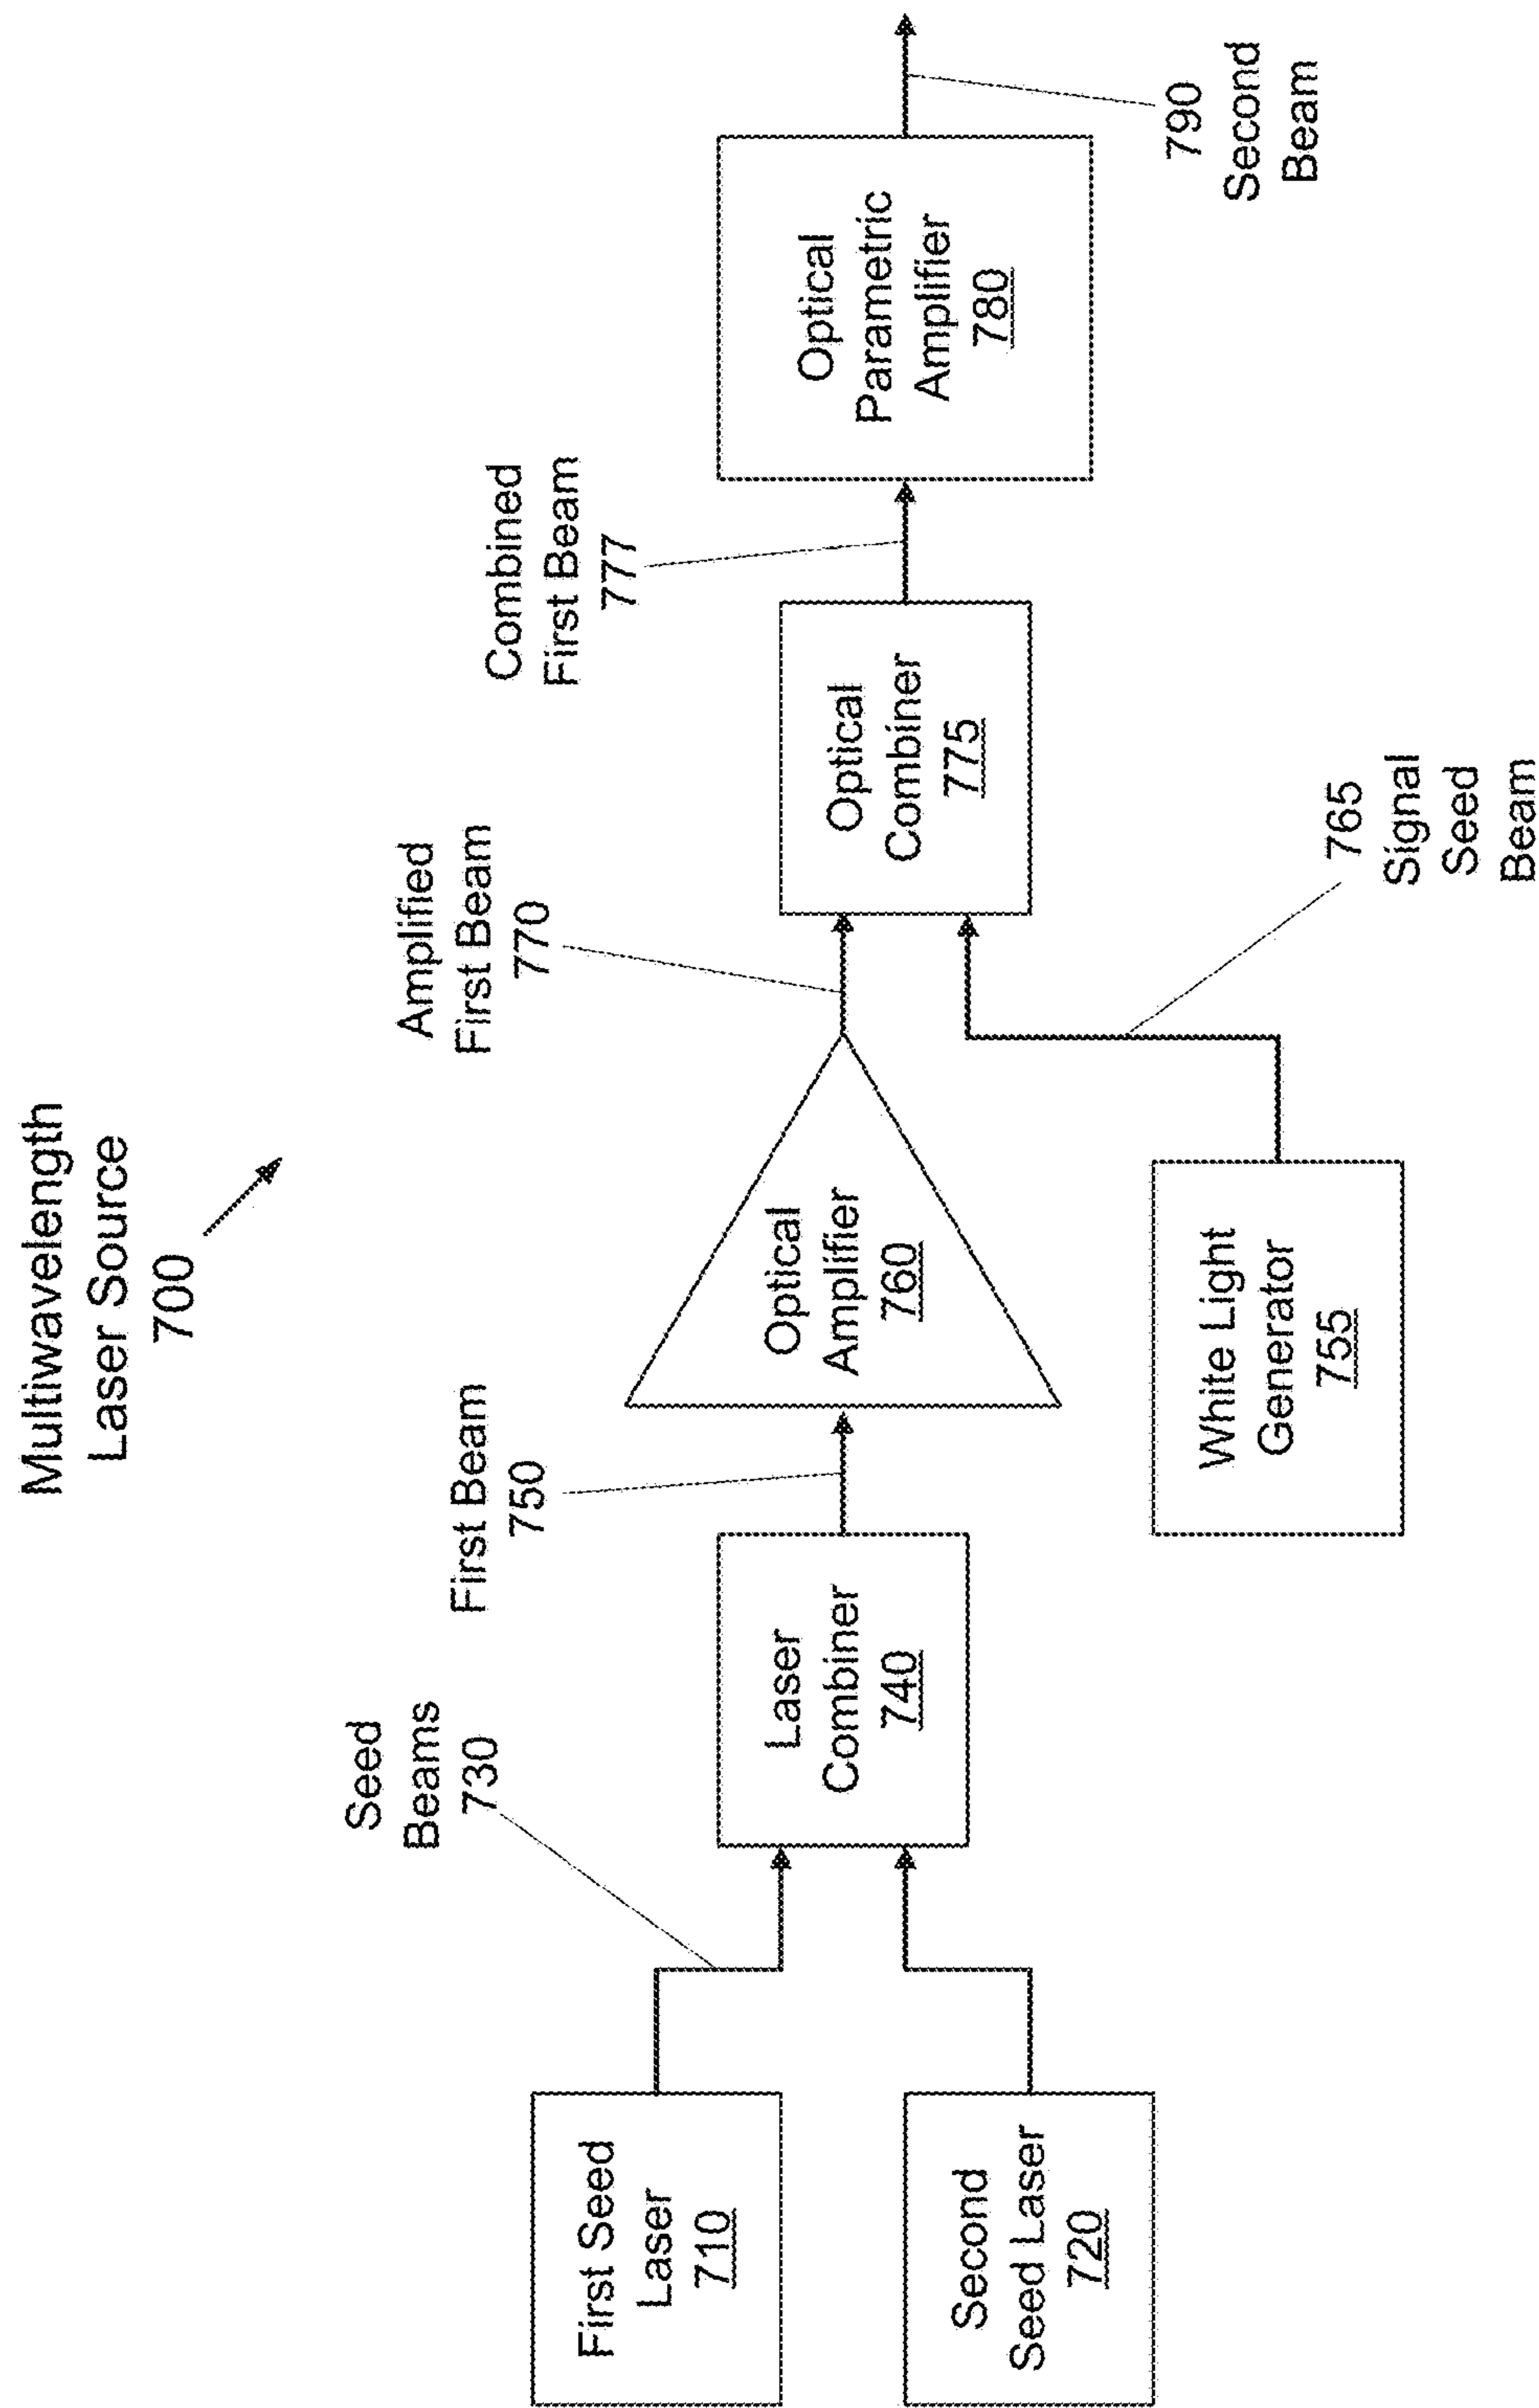 Multiwavelength
Laser Source
700
First Seed
Laser
710
Second
Seed Laser
720
Seed
Beams
730
Laser
Combiner
740
First Beam
750
Optical
Amplifier
760
White Light
Generator
755
Amplified
First Beam
770
765
Signal
Seed
Beam
Optical
Combiner
775
Combined
First Beam
777
Optical
Parametric
Amplifier
780
790
Second
Beam